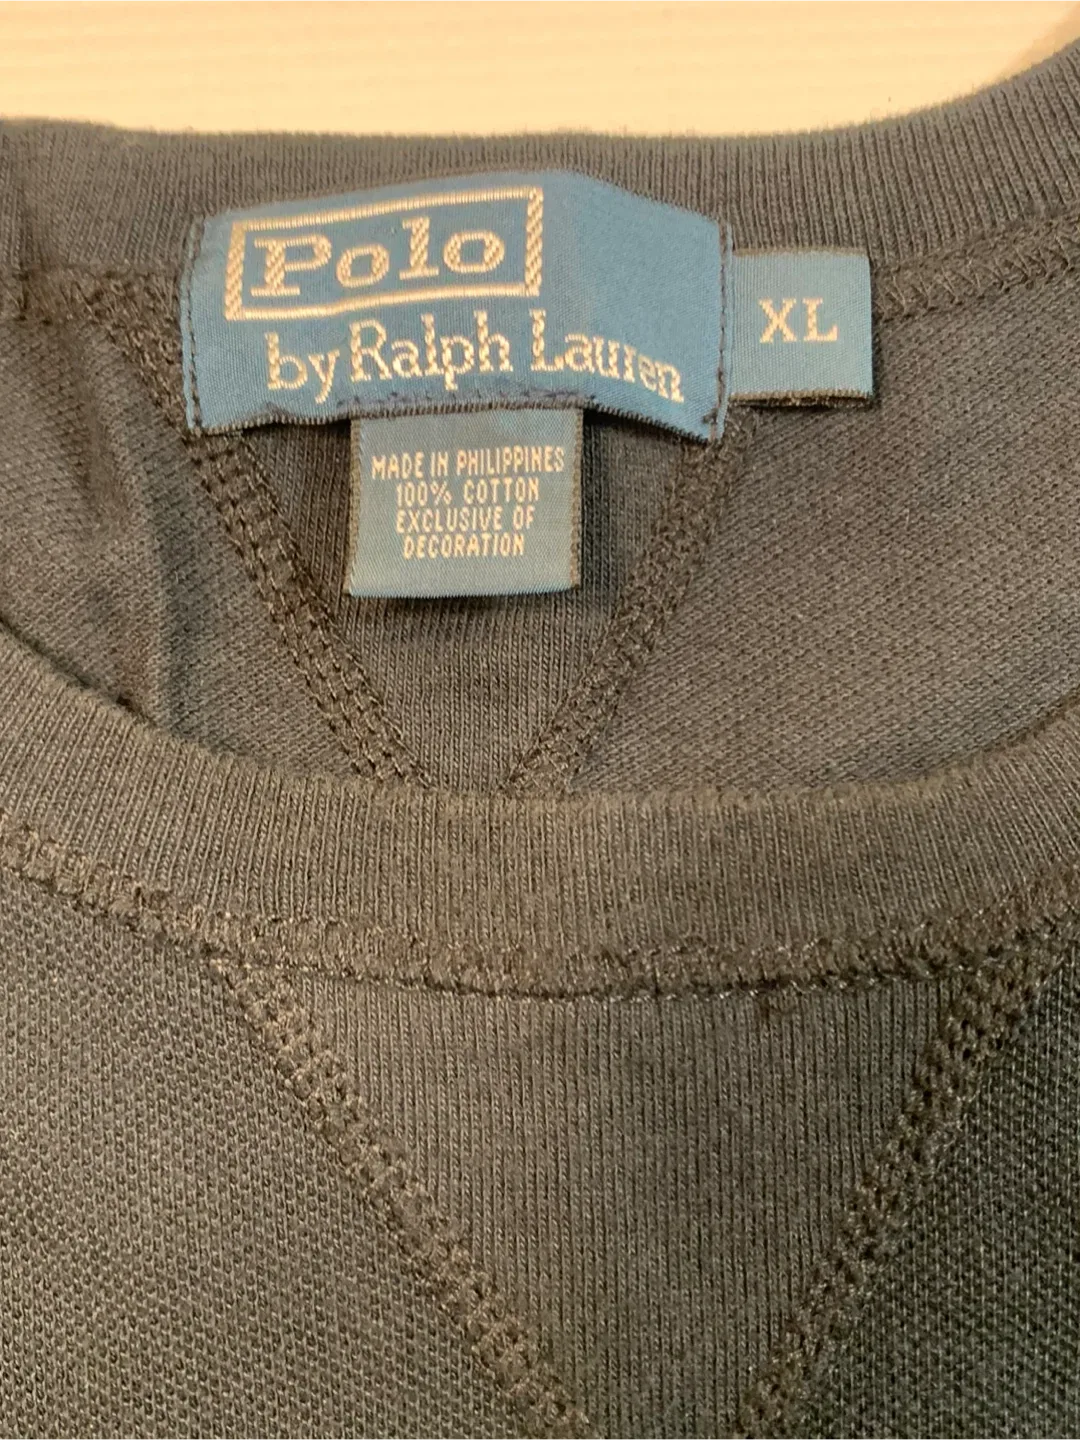 Polo
by Ralph Lauren
XL
MADE IN PHILIPPINES
100% COTTON
EXCLUSIVE OF
DECORATION